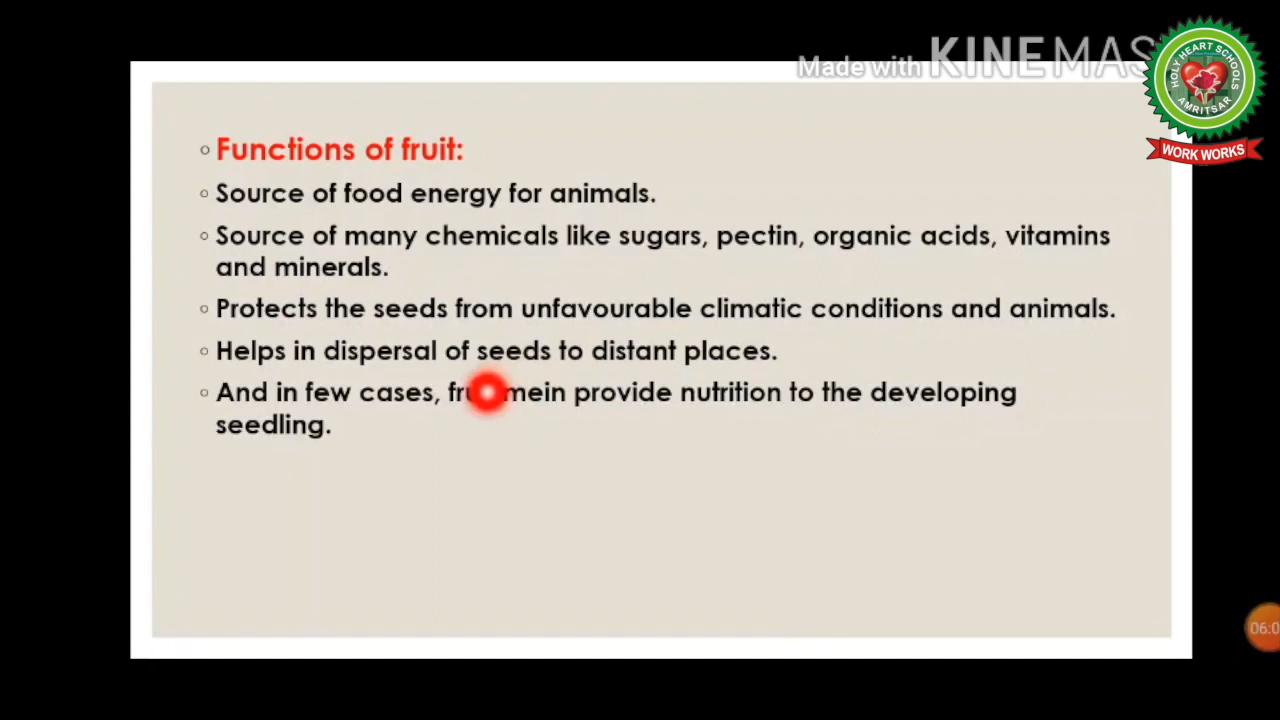 Made with KINEMAS
HOLY HEART SCHOOLS
AMRITSAR
WORK WORKS
Functions of fruit:
Source of food energy for animals.
Source of many chemicals like sugars, pectin, organic acids, vitamins
and minerals.
Protects the seeds from unfavourable climatic conditions and animals.
Helps in dispersal of seeds to distant places.
And in few cases, mein provide nutrition to the developing
seedling.
06:0